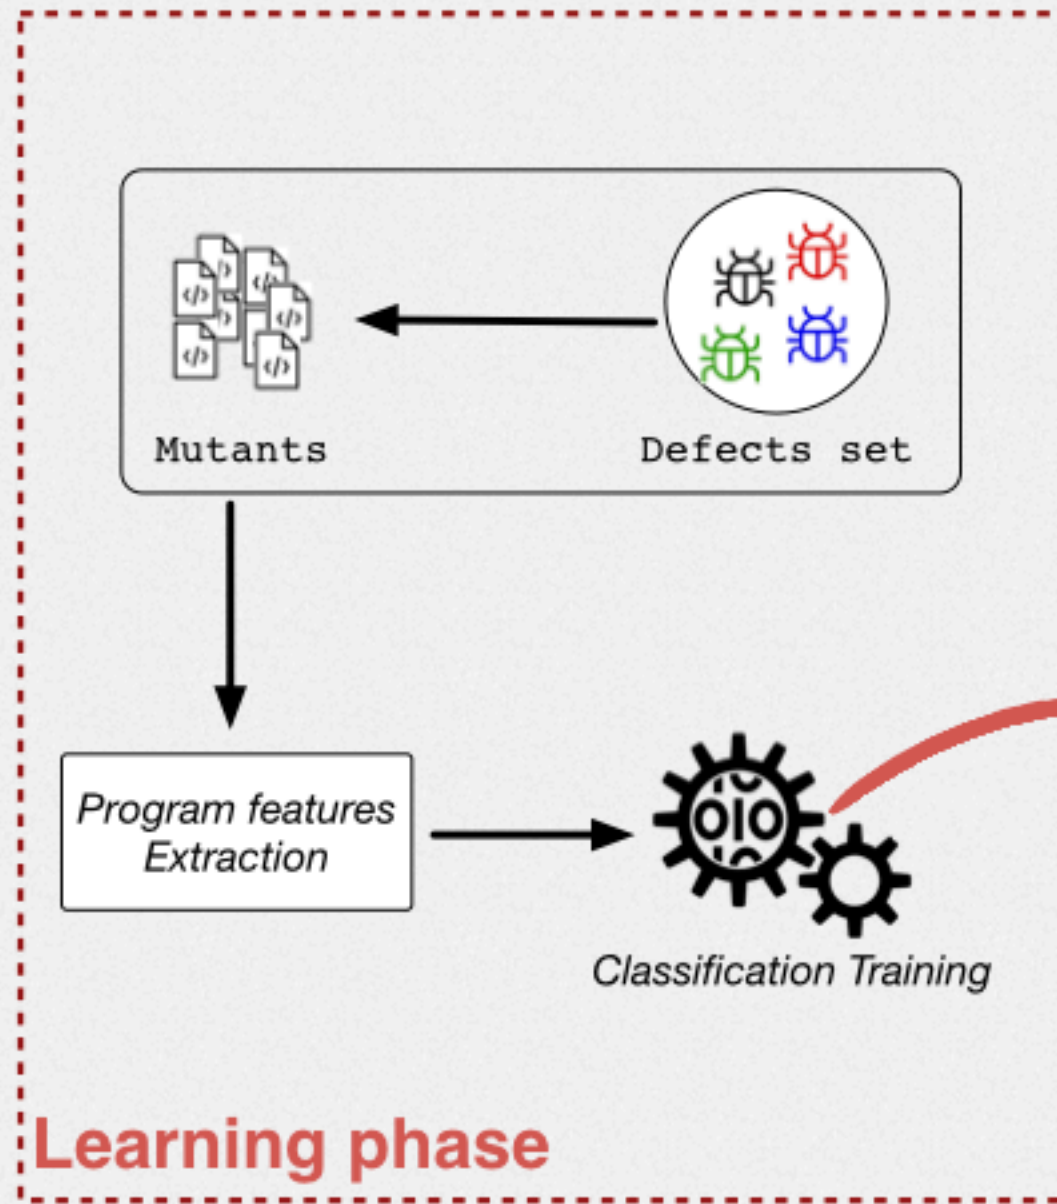 Mutants
Defects set
Program features
Extraction
Classification Training
Learning phase